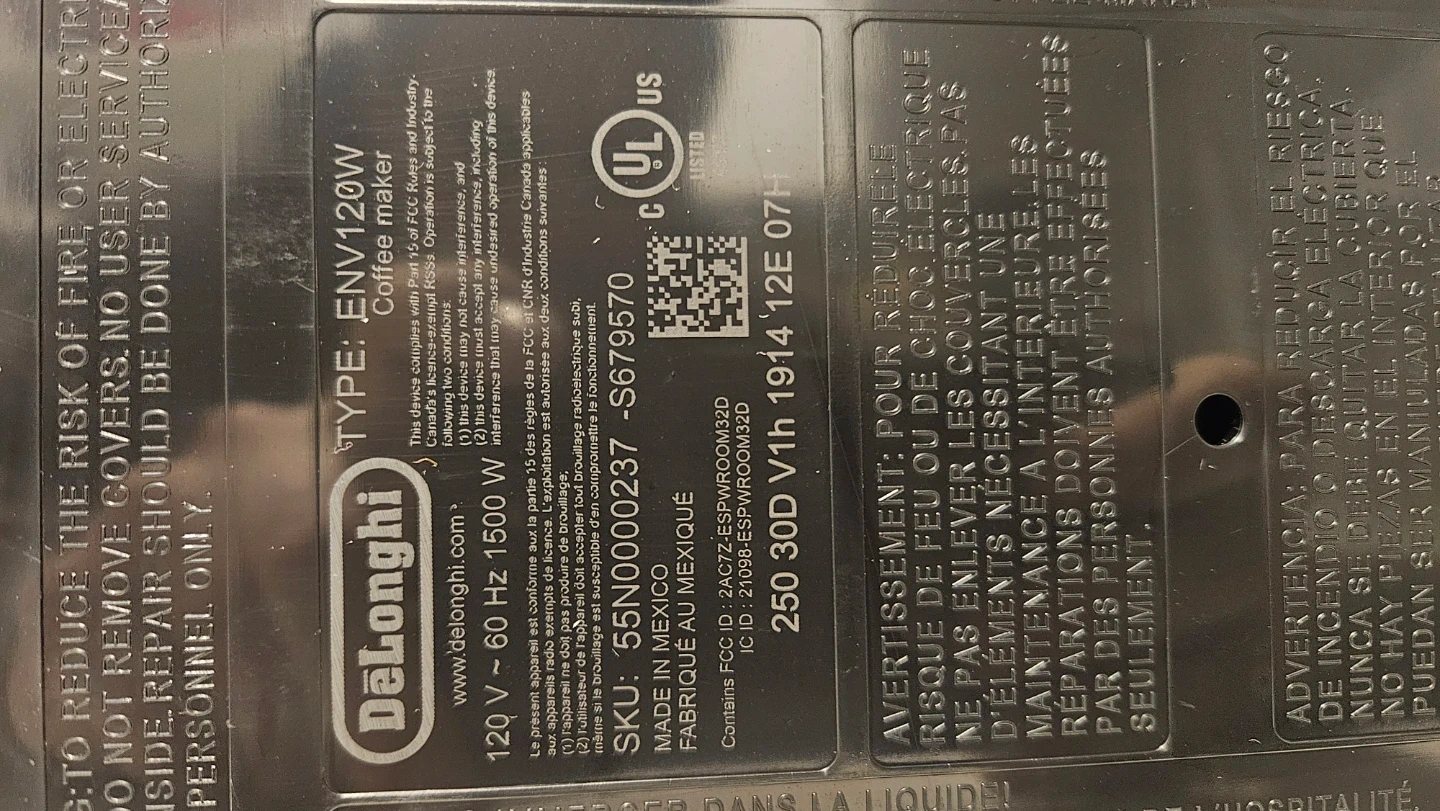 G:TO REDUCE THE RISK OF FIRE OR ELECTRI
DO NOT REMOVE COVERS. NO USER SERVICEA
NSIDE. REPAIR SHOULD BE DONE BY AUTHORIZ
PERSONNEL ONLY.
DeLonghi
TYPE: ENV120W
Coffee maker
www.delonghi.com
120 V ~ 60 Hz 1500 W
This device complies with Part 15 of FCC Rules and Industry
Canada's licence-exempt RSSs. Operation is subject to the
following two conditions:
(1) this device may not cause interference, and
(2) this device must accept any interference, including
interference that may cause undesired operation of this device.
Le présent appareil est conforme aux la partie 15 des règles de la FCC et CNR d'Industrie Canada applicables
aux appareils radio exempts de licence. L'exploitation est autorisée aux deux conditions suivantes:
(1) l'appareil ne doit pas produire de brouillage,
(2) l'utilisateur de l'appareil doit accepter tout brouillage radioélectrique subi,
même si le brouillage est susceptible d'en compromettre le fonctionnement.
SKU: 55N0000237 -S679570
MADE IN MEXICO
FABRIQUÉ AU MEXIQUE
C UL US
LISTED
Contains FCC ID : 2AC7Z-ESPWROOM32D
IC ID : 21098-ESPWROOM32D
250 30D V1h 1914 12E 07H
AVERTISSEMENT: POUR RÉDUIRE LE
RISQUE DE FEU OU DE CHOC ÉLECTRIQUE
NE PAS ENLEVER LES COUVERCLES. PAS
D'ÉLÉMENTS NÉCESSITANT UNE
MAINTENANCE A L'INTÉRIEURE. LES
RÉPARATIONS DOIVENT ÊTRE EFFECTUÉES
PAR DES PERSONNES AUTHORISÉES
SEULEMENT.
ADVERTENCIA: PARA REDUCIR EL RIESGO
DE INCENDIO O DESCARGA ELÉCTRICA,
NUNCA SE DEBE QUITAR LA CUBIERTA.
NO HAY PIEZAS EN EL INTERIOR QUE
PUEDAN SER MANIULADAS POR EL
DANS LA LIQUIDE!
L'HOSPITALITÉ,